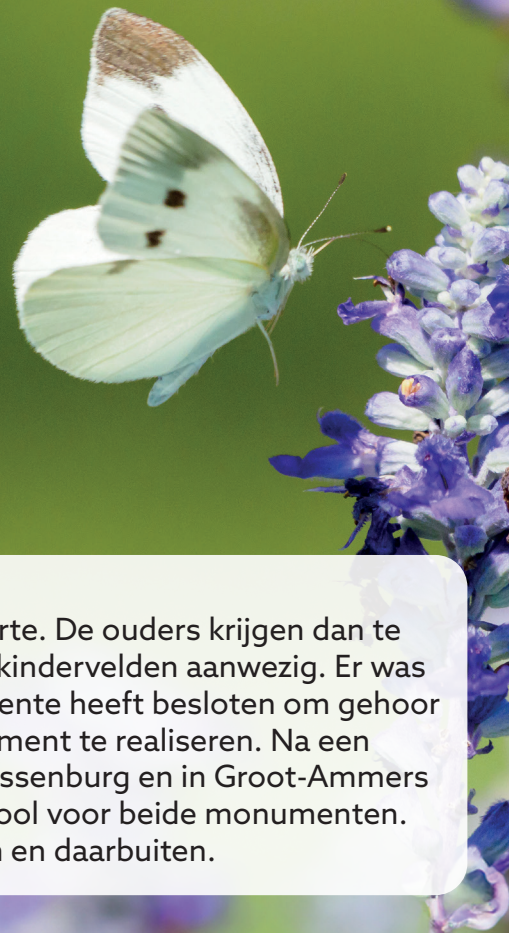 rte. De ouders krijgen dan te
kindervelden aanwezig. Er was
ente heeft besloten om gehoor
ment te realiseren. Na een
ssenburg en in Groot-Ammers
ool voor beide monumenten.
en daarbuiten.